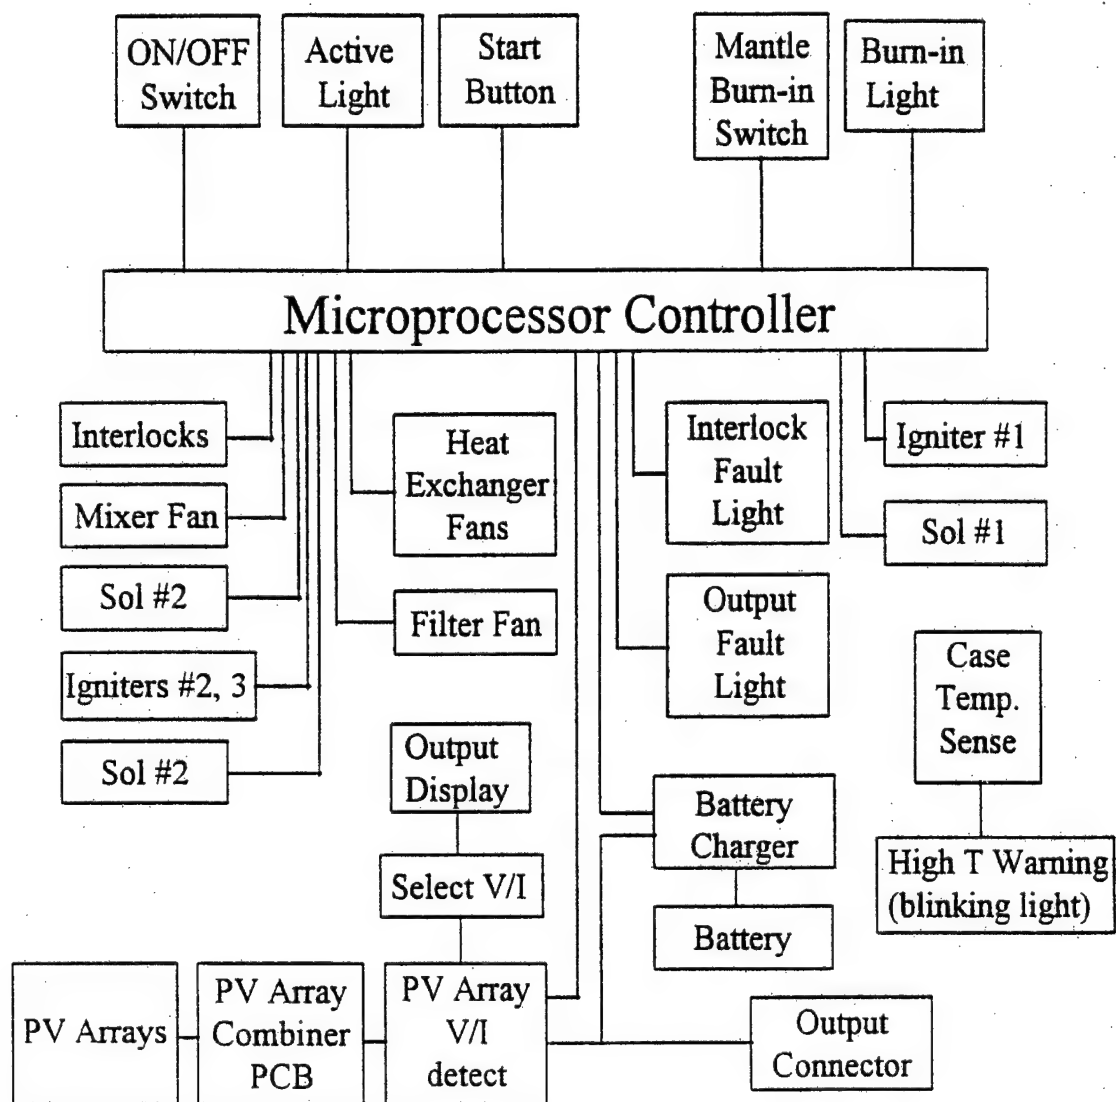 ON/OFF
Switch
Active
Light
Start
Button
Mantle
Burn-in
Switch
Burn-in
Light
Microprocessor Controller
Interlocks
Mixer Fan
Sol #2
Igniters #2, 3
Sol #2
Heat
Exchanger
Fans
Filter Fan
Interlock
Fault
Light
Output
Fault
Light
Igniter #1
Sol #1
Case
Temp.
Sense
High T Warning
(blinking light)
Output
Display
Select V/I
Battery
Charger
Battery
PV Arrays
PV Array
Combiner
PCB
PV Array
V/I
detect
Output
Connector